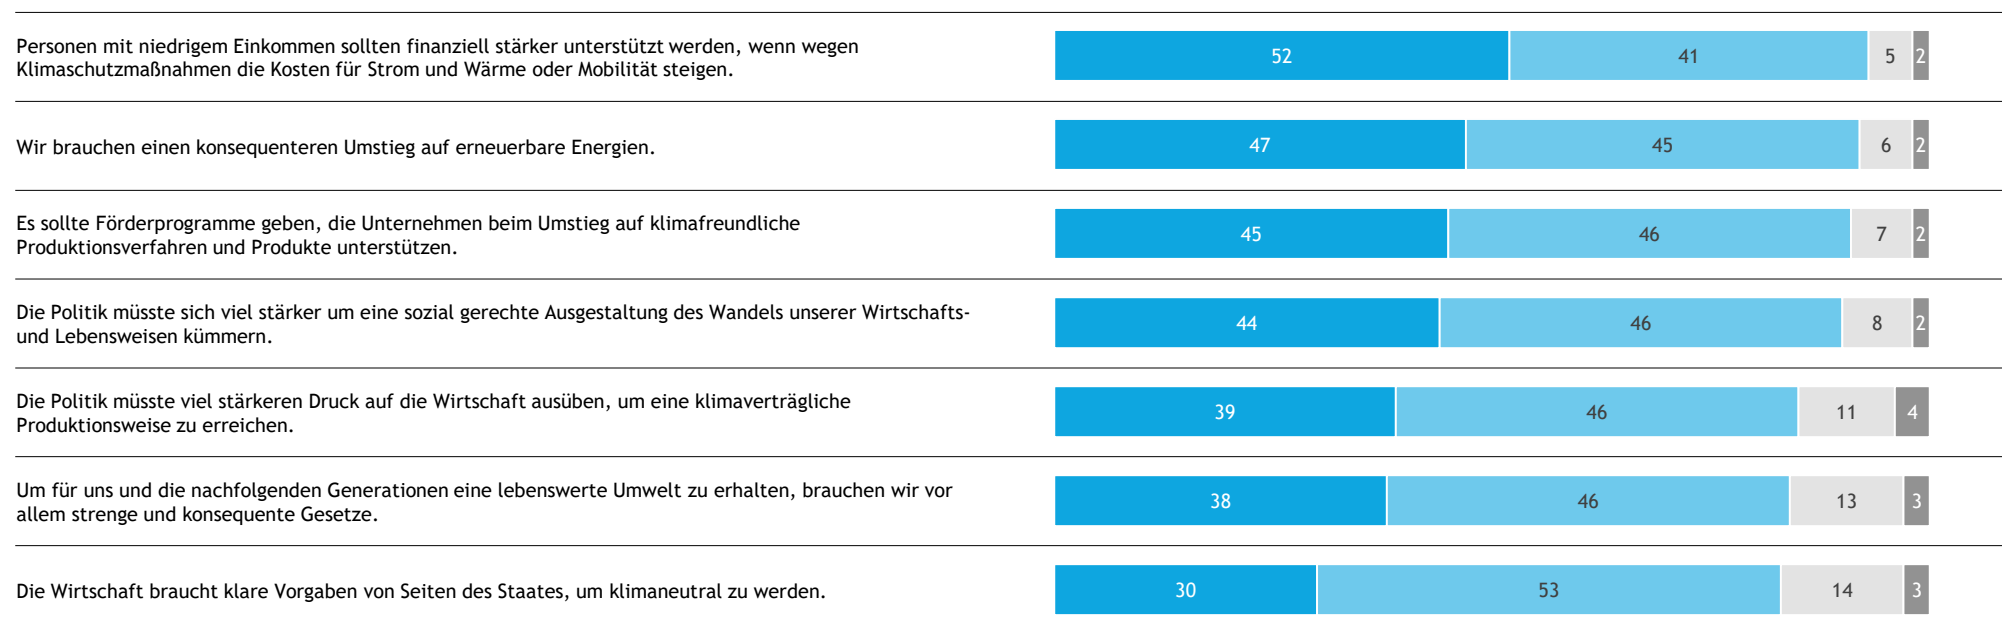 Personen mit niedrigem Einkommen sollten finanziell stärker unterstützt werden, wenn wegen
Klimaschutzmaßnahmen die Kosten für Strom und Wärme oder Mobilität steigen.
52 41 5 2
Wir brauchen einen konsequenteren Umstieg auf erneuerbare Energien.
47 45 6 2
Es sollte Förderprogramme geben, die Unternehmen beim Umstieg auf klimafreundliche
Produktionsverfahren und Produkte unterstützen.
45 46 7 2
Die Politik müsste sich viel stärker um eine sozial gerechte Ausgestaltung des Wandels unserer Wirtschafts-
und Lebensweisen kümmern.
44 46 8 2
Die Politik müsste viel stärkeren Druck auf die Wirtschaft ausüben, um eine klimaverträgliche
Produktionsweise zu erreichen.
39 46 11 4
Um für uns und die nachfolgenden Generationen eine lebenswerte Umwelt zu erhalten, brauchen wir vor
allem strenge und konsequente Gesetze.
38 46 13 3
Die Wirtschaft braucht klare Vorgaben von Seiten des Staates, um klimaneutral zu werden.
30 53 14 3